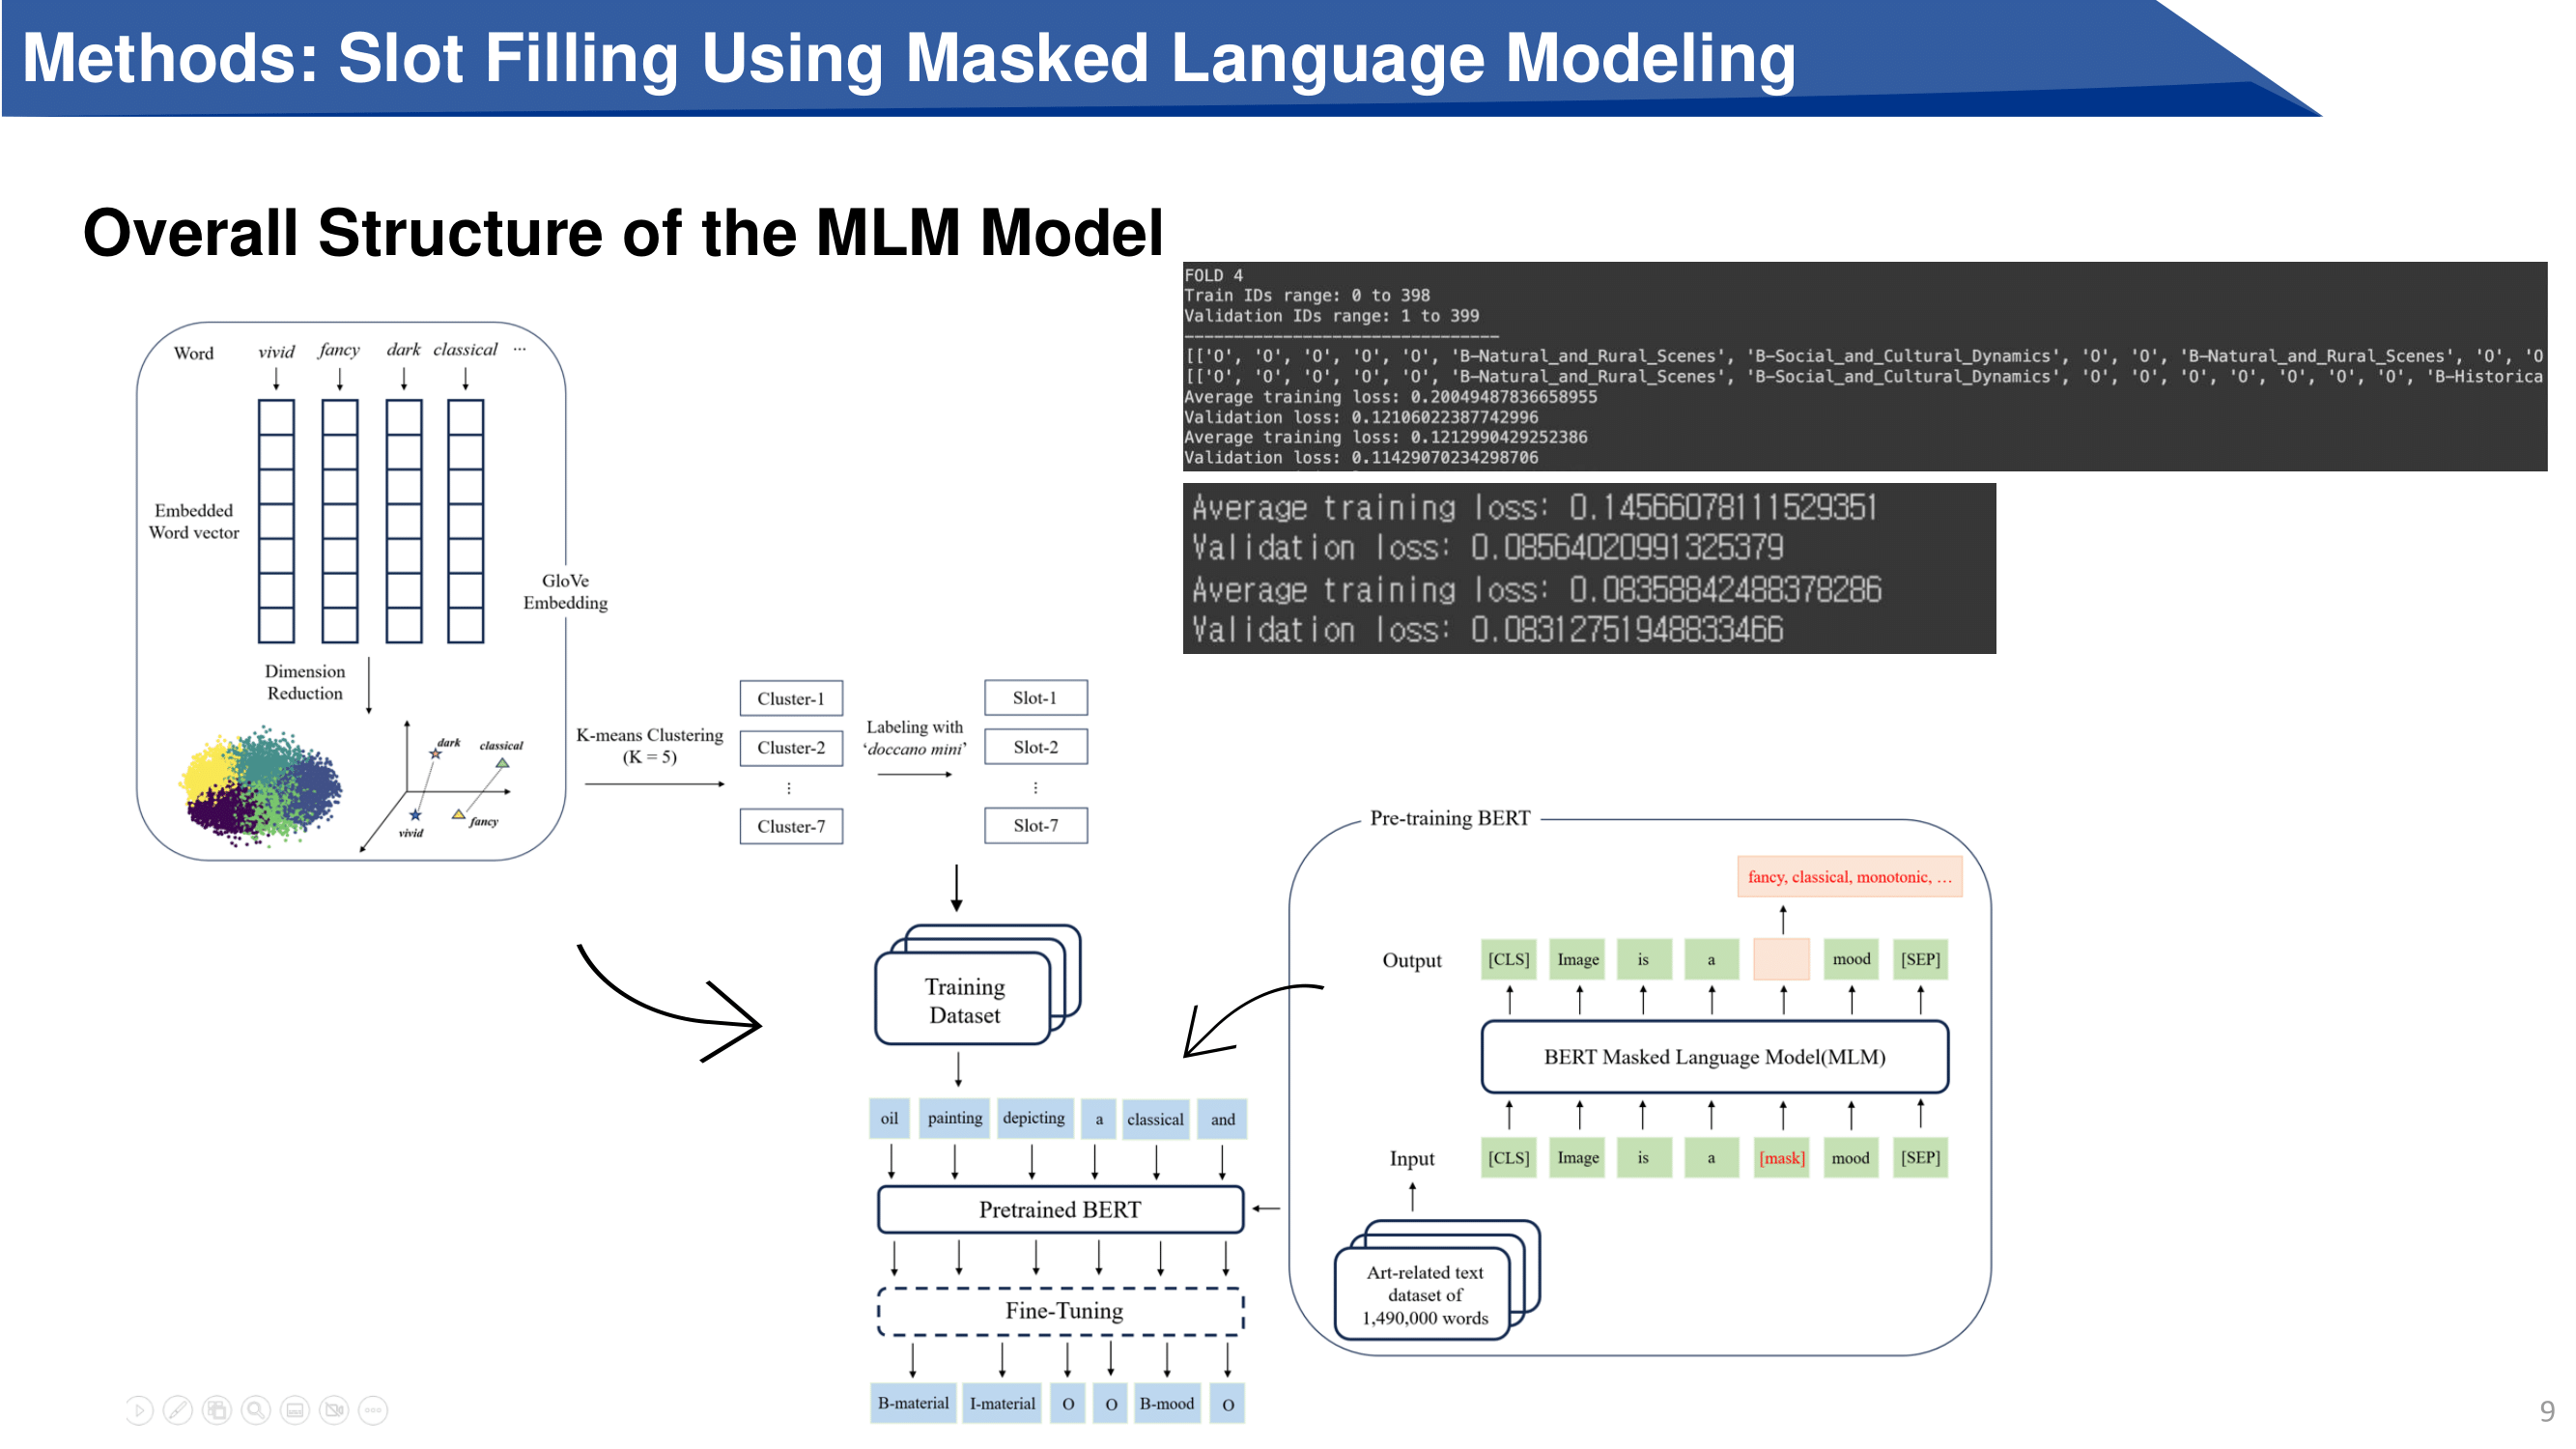 Methods: Slot Filling Using Masked Language Modeling
Overall Structure of the MLM Model
FOLD 4
Train IDs range: 0 to 398
Validation IDs range: 1 to 399
--------------------------------
[['O', 'O', 'O', 'O', 'O', 'B-Natural_and_Rural_Scenes', 'B-Social_and_Cultural_Dynamics', 'O', 'O', 'B-Natural_and_Rural_Scenes', 'O', 'O
[['O', 'O', 'O', 'O', 'O', 'B-Natural_and_Rural_Scenes', 'B-Social_and_Cultural_Dynamics', 'O', 'O', 'O', 'O', 'O', 'O', 'O', 'B-Historica
Average training loss: 0.20049487836658955
Validation loss: 0.12106022387742996
Average training loss: 0.1212990429252386
Validation loss: 0.11429070234298706
Average training loss: 0.14566078111529351
Validation loss: 0.08564020991325379
Average training loss: 0.08358842488378286
Validation loss: 0.08312751948833466
Word vivid fancy dark classical ...
Embedded
Word vector
GloVe
Embedding
Dimension
Reduction
dark
classical
vivid
fancy
K-means Clustering
(K = 5)
Cluster-1
Cluster-2
⋮
Cluster-7
Labeling with
'doccano mini'
Slot-1
Slot-2
⋮
Slot-7
Training
Dataset
oil painting depicting a classical and
Pretrained BERT
Fine-Tuning
B-material I-material O O B-mood O
Pre-training BERT
fancy, classical, monotonic, …
Output [CLS] Image is a mood [SEP]
BERT Masked Language Model(MLM)
Input [CLS] Image is a [mask] mood [SEP]
Art-related text
dataset of
1,490,000 words
9